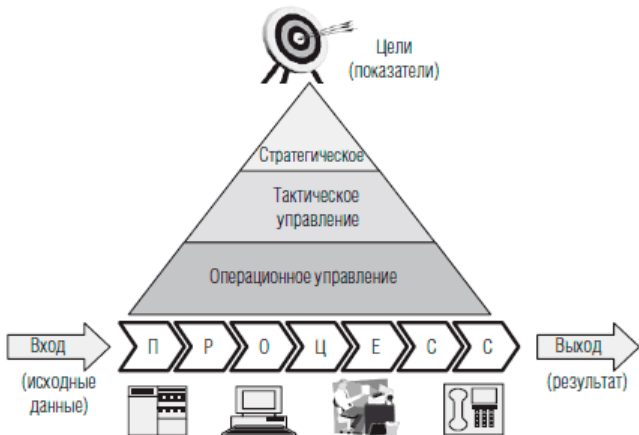 Цели
(показатели)
Стратегическое
Тактическое
управление
Операционное управление
Вход
П Р О Ц Е С С
Выход
(исходные
данные)
(результат)